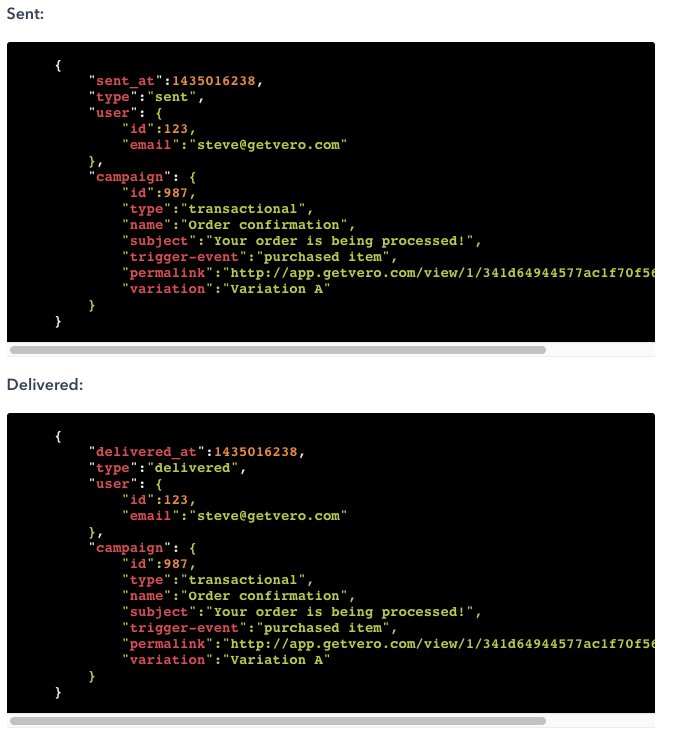 Sent:
{
"sent_at":1435016238,
"type":"sent",
"user": {
"id":123,
"email":"steve@getvero.com"
},
"campaign": {
"id":987,
"type":"transactional",
"name":"Order confirmation",
"subject":"Your order is being processed!",
"trigger-event":"purchased item",
"permalink":"http://app.getvero.com/view/1/341d64944577ac1f70f56
"variation":"Variation A"
}
}
Delivered:
{
"delivered_at":1435016238,
"type":"delivered",
"user": {
"id":123,
"email":"steve@getvero.com"
},
"campaign": {
"id":987,
"type":"transactional",
"name":"Order confirmation",
"subject":"Your order is being processed!",
"trigger-event":"purchased item",
"permalink":"http://app.getvero.com/view/1/341d64944577ac1f70f56
"variation":"Variation A"
}
}